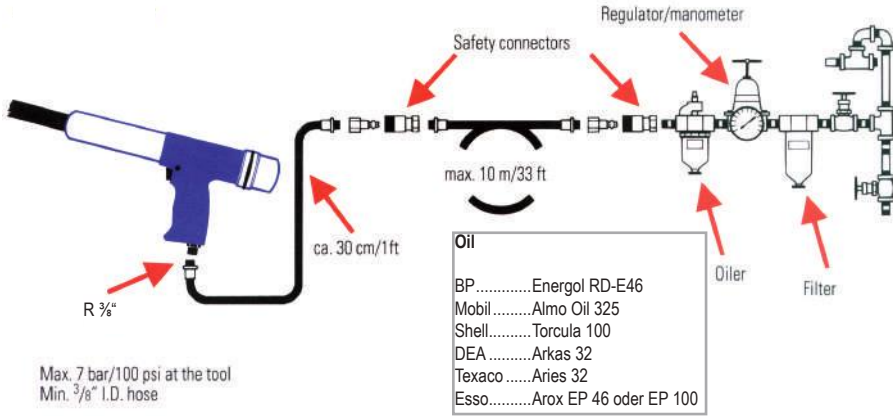 Regulator/manometer
Safety connectors
max. 10 m/33 ft
ca. 30 cm/1ft
R ⅜“
Oiler
Filter
Oil
BP.............Energol RD-E46
Mobil.........Almo Oil 325
Shell..........Torcula 100
DEA ..........Arkas 32
Texaco ......Aries 32
Esso..........Arox EP 46 oder EP 100
Max. 7 bar/100 psi at the tool
Min. 3/8" I.D. hose